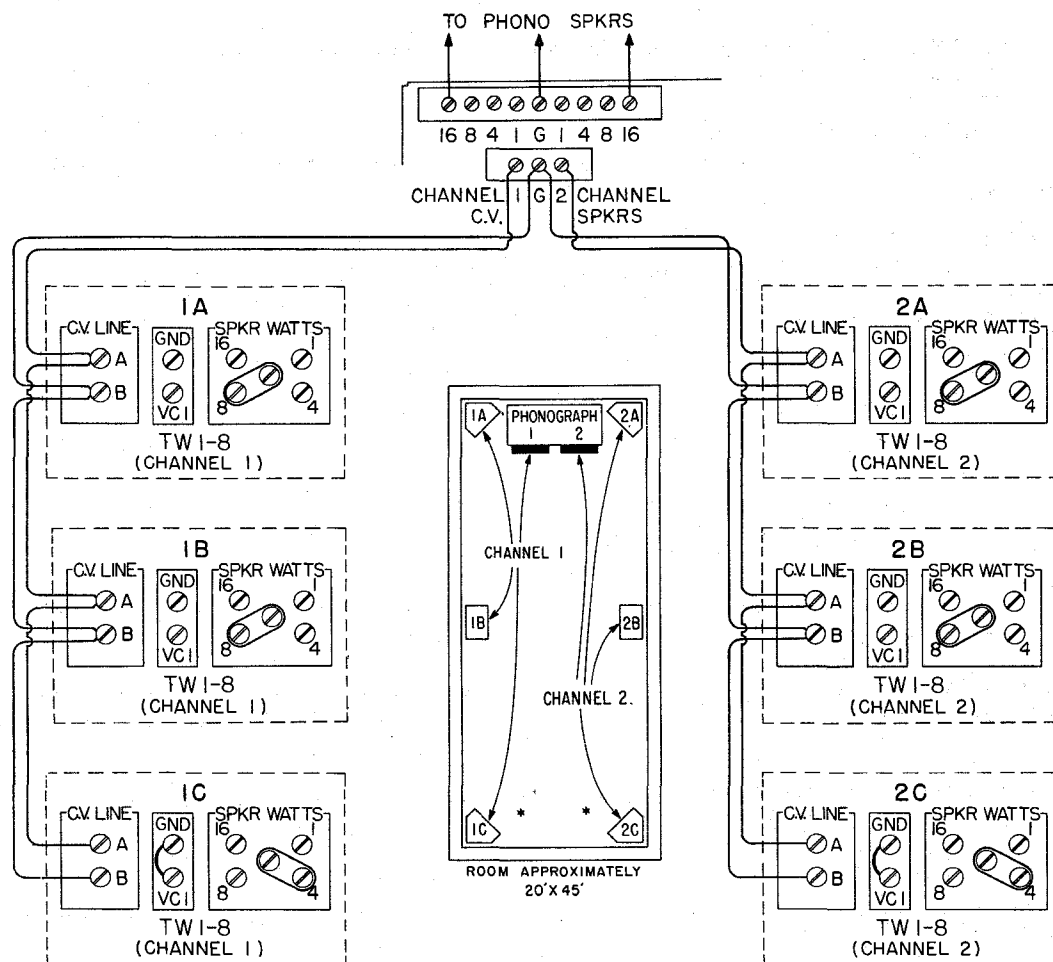 TO PHONO SPKRS
16 8 4 1 G 1 4 8 16
CHANNEL 1 G 2 CHANNEL
C.V. SPKRS
1A
C.V. LINE
A
B
GND
VC1
SPKR WATTS
16 1
8 4
TW1-8
(CHANNEL 1)
1B
C.V. LINE
A
B
GND
VC1
SPKR WATTS
16 1
8 4
TW1-8
(CHANNEL 1)
1C
C.V. LINE
A
B
GND
VC1
SPKR WATTS
16 1
8 4
TW1-8
(CHANNEL 1)
1A PHONOGRAPH 2A
1 2
CHANNEL 1
1B 2B
CHANNEL 2.
1C * * 2C
ROOM APPROXIMATELY
20' X 45'
2A
C.V. LINE
A
B
GND
VC1
SPKR WATTS
16 1
8 4
TW1-8
(CHANNEL 2)
2B
C.V. LINE
A
B
GND
VC1
SPKR WATTS
16 1
8 4
TW1-8
(CHANNEL 2)
2C
C.V. LINE
A
B
GND
VC1
SPKR WATTS
16 1
8 4
TW1-8
(CHANNEL 2)